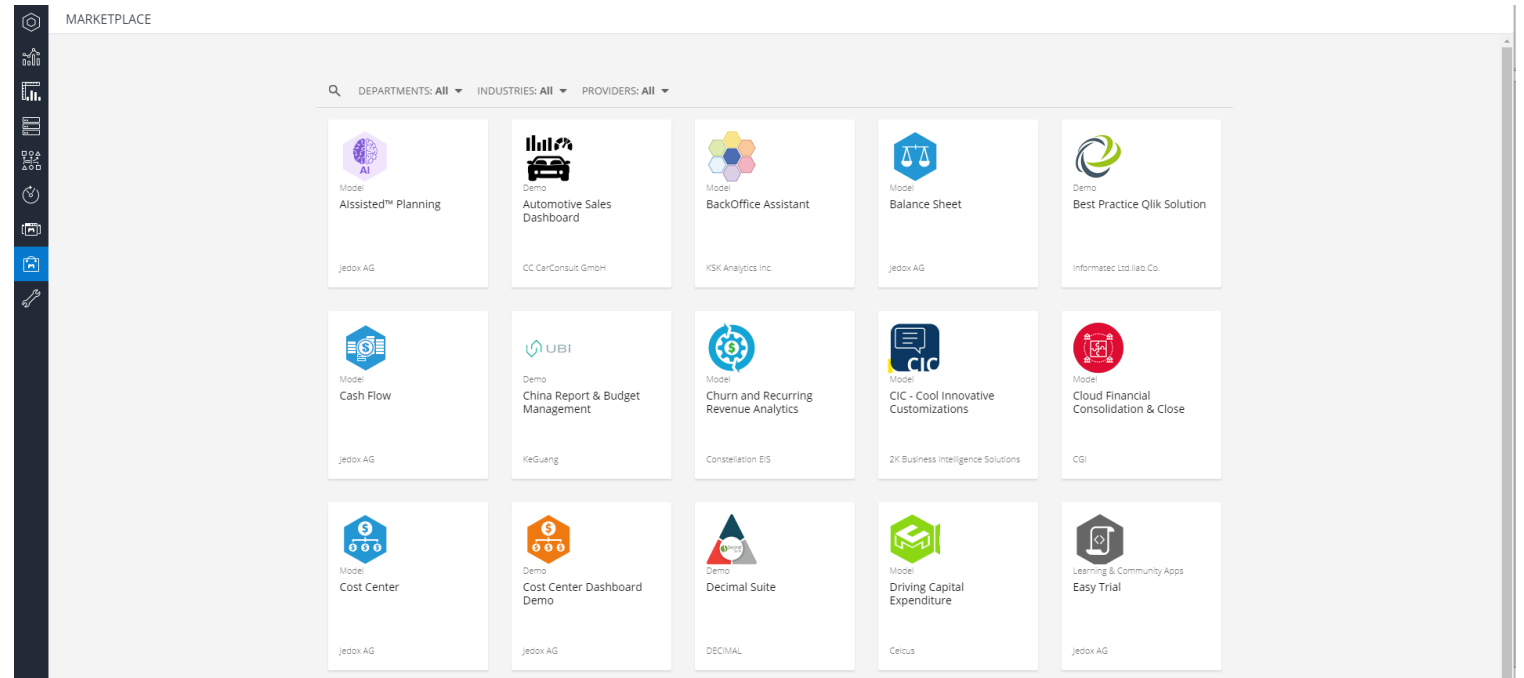 MARKETPLACE
DEPARTMENTS: All INDUSTRIES: All PROVIDERS: All
AI
Model
AIssisted™ Planning
Jedox AG
Demo
Automotive Sales
Dashboard
CC CarConsult GmbH
Model
BackOffice Assistant
KSK Analytics Inc.
Model
Balance Sheet
Jedox AG
Demo
Best Practice Qlik Solution
Informatec Ltd.liab.Co.
Model
Cash Flow
Jedox AG
UBI
Demo
China Report & Budget
Management
KeGuang
Model
Churn and Recurring
Revenue Analytics
Constellation EIS
CIC
Model
CIC - Cool Innovative
Customizations
2K Business Intelligence Solutions
Model
Cloud Financial
Consolidation & Close
CGI
Model
Cost Center
Jedox AG
Demo
Cost Center Dashboard
Demo
Jedox AG
Demo
Decimal Suite
DECIMAL
Model
Driving Capital
Expenditure
Celcus
Learning & Community Apps
Easy Trial
Jedox AG